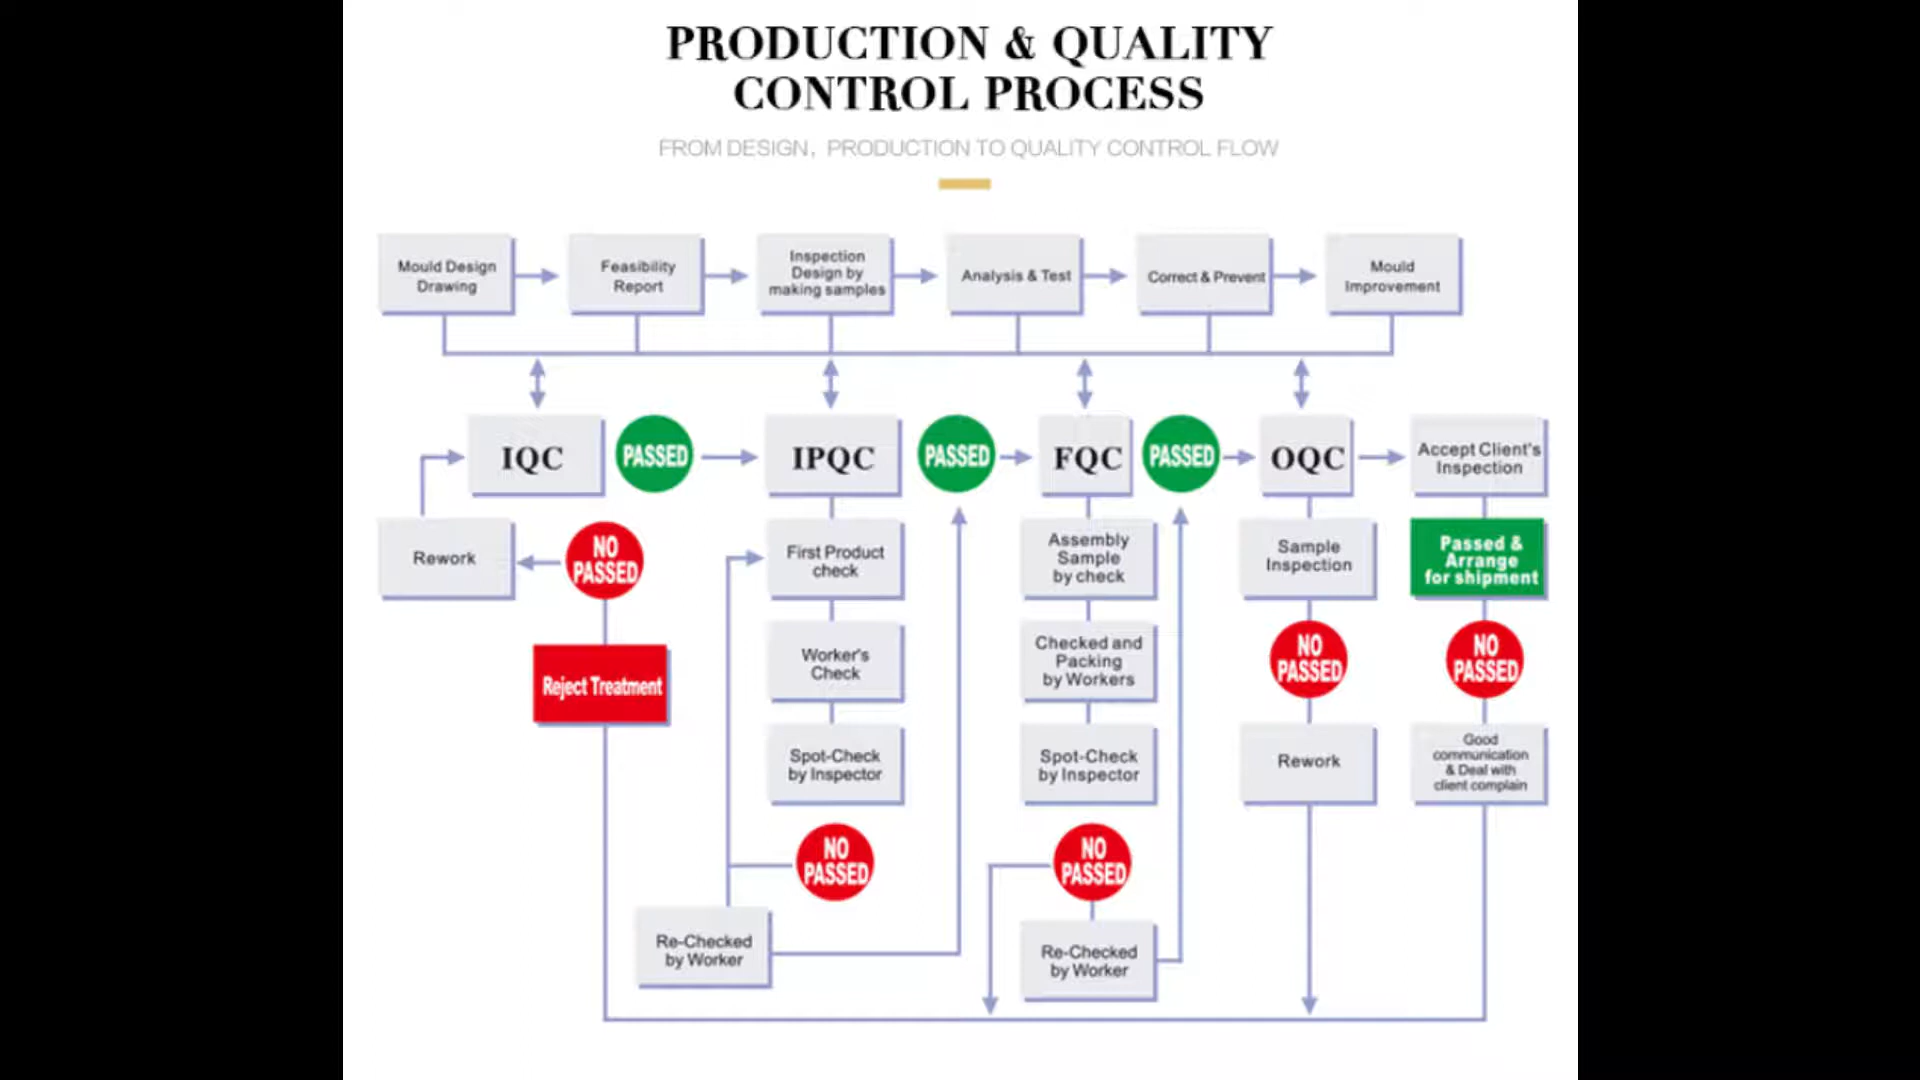 PRODUCTION & QUALITY
CONTROL PROCESS
FROM DESIGN, PRODUCTION TO QUALITY CONTROL FLOW
Mould Design
Drawing
Feasibility
Report
Inspection
Design by
making samples
Analysis & Test
Correct & Prevent
Mould
Improvement
IQC
PASSED
IPQC
PASSED
FQC
PASSED
OQC
Accept Client's
Inspection
Rework
NO
PASSED
First Product
check
Assembly
Sample
by check
Sample
Inspection
Passed &
Arrange
for shipment
Reject Treatment
Worker's
Check
Checked and
Packing
by Workers
NO
PASSED
NO
PASSED
Spot-Check
by Inspector
Spot-Check
by Inspector
Rework
Good
communication
& Deal with
client complain
NO
PASSED
NO
PASSED
Re-Checked
by Worker
Re-Checked
by Worker